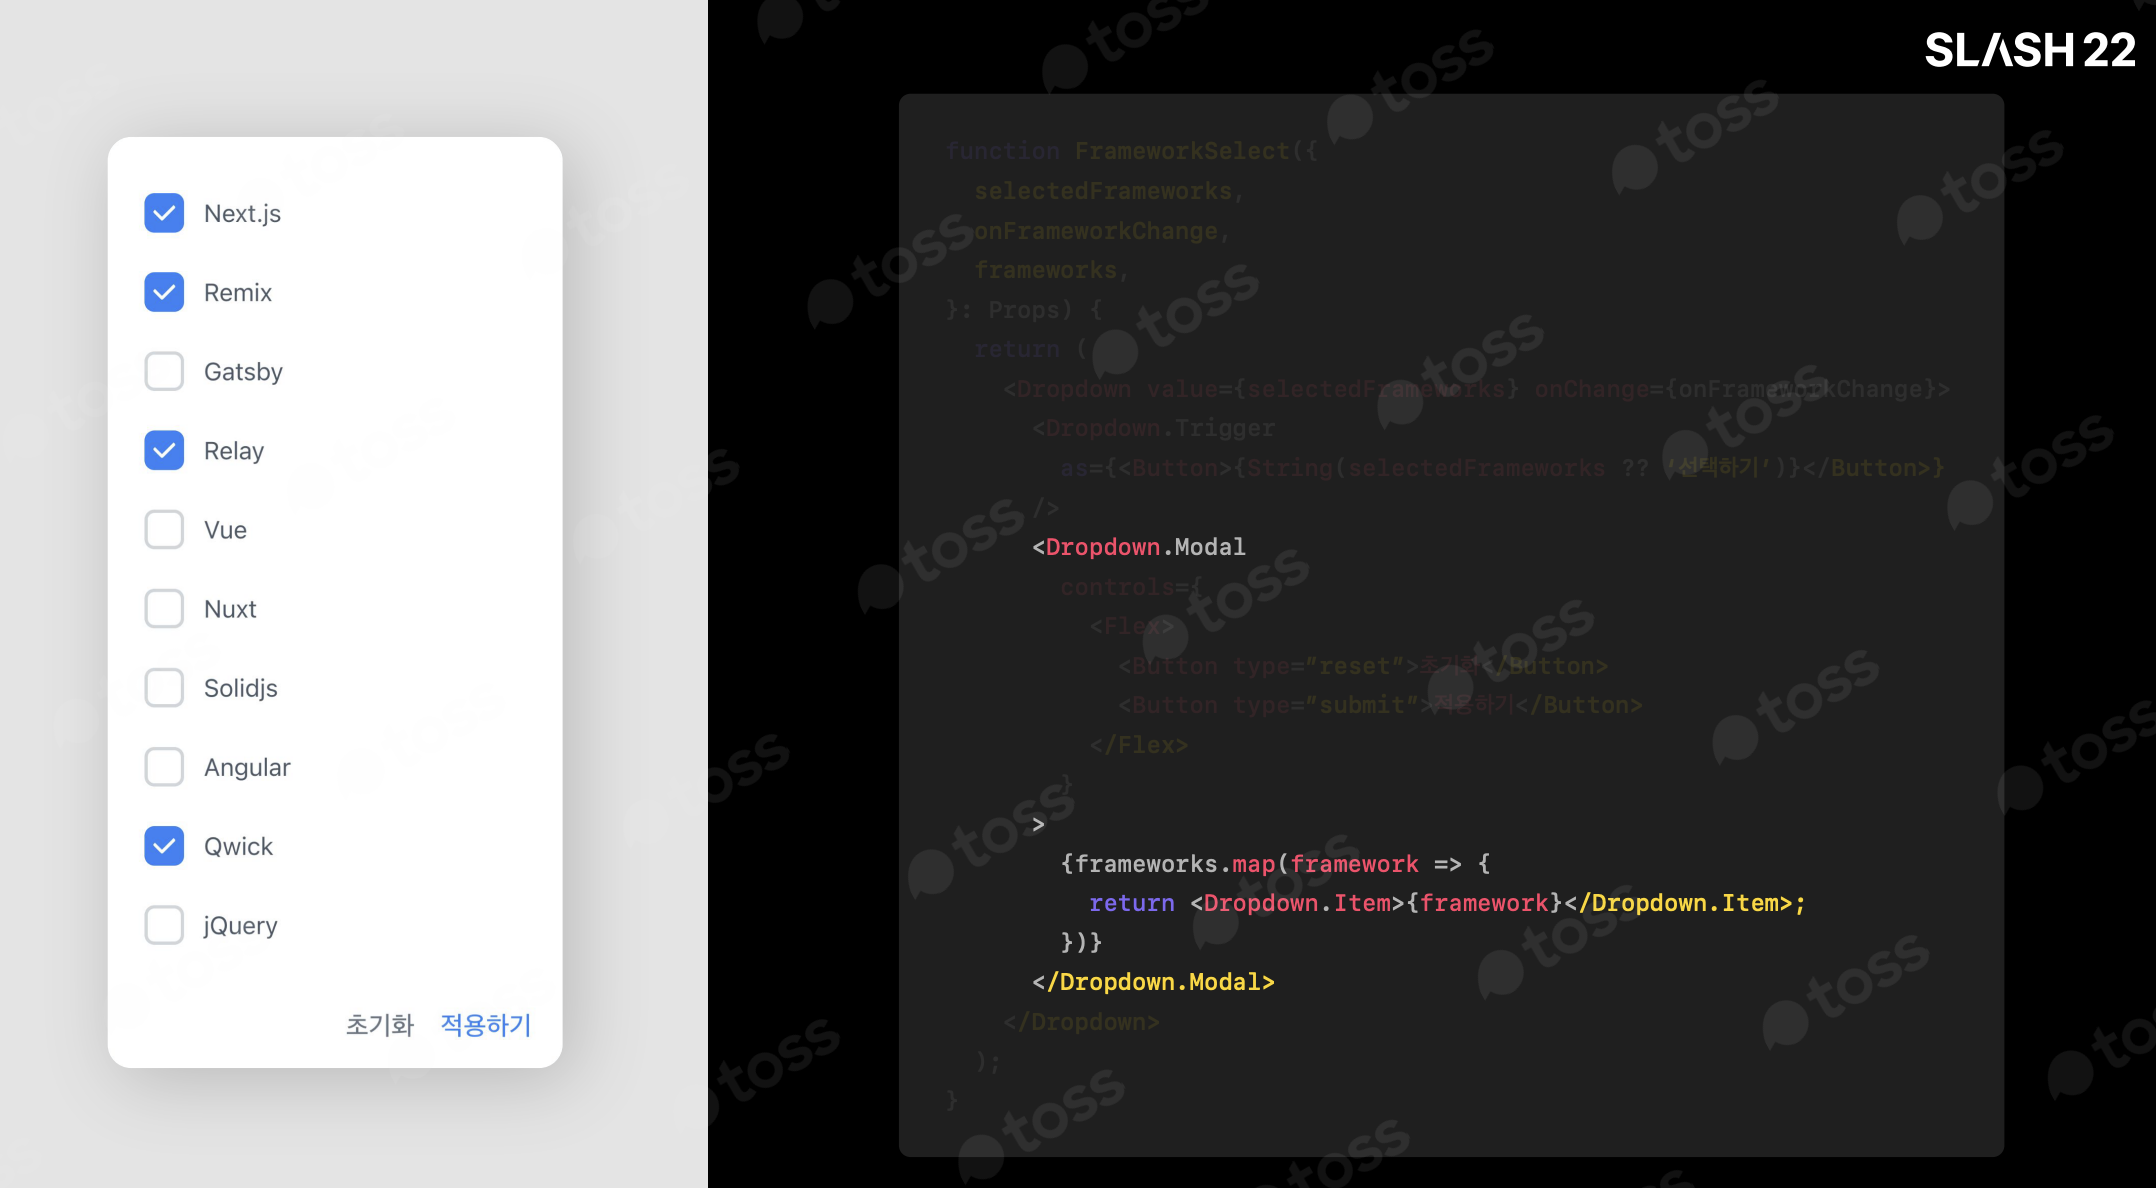 SLASH 22
Next.js
Remix
Gatsby
Relay
Vue
Nuxt
Solidjs
Angular
Qwick
jQuery
초기화 적용하기
function FrameworkSelect({
selectedFrameworks,
onFrameworkChange,
frameworks,
}: Props) {
return (
<Dropdown value={selectedFrameworks} onChange={onFrameworkChange}>
<Dropdown.Trigger
as={<Button>{String(selectedFrameworks ?? ‘선택하기’)}</Button>}
/>
<Dropdown.Modal
controls={
<Flex>
<Button type=”reset”>초기화</Button>
<Button type=”submit”>적용하기</Button>
</Flex>
}
>
{frameworks.map(framework => {
return <Dropdown.Item>{framework}</Dropdown.Item>;
})}
</Dropdown.Modal>
</Dropdown>
);
}
toss